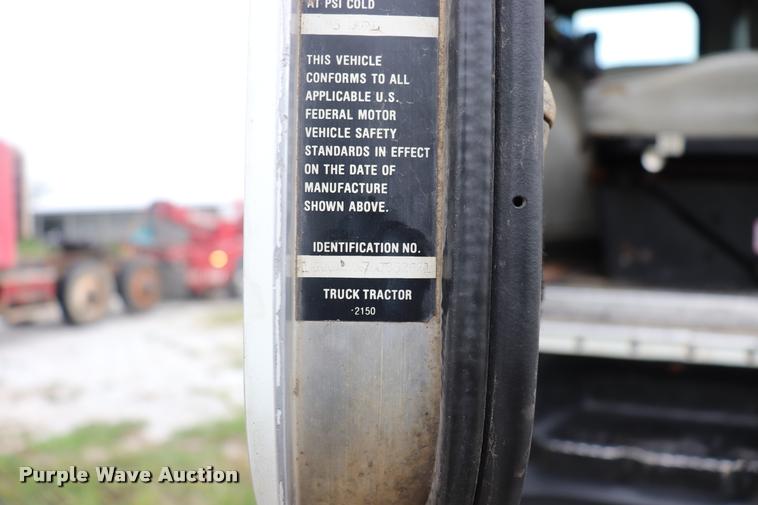 AT PSI COLD
THIS VEHICLE
CONFORMS TO ALL
APPLICABLE U.S.
FEDERAL MOTOR
VEHICLE SAFETY
STANDARDS IN EFFECT
ON THE DATE OF
MANUFACTURE
SHOWN ABOVE.
IDENTIFICATION NO.
TRUCK TRACTOR
-2150
Purple Wave Auction